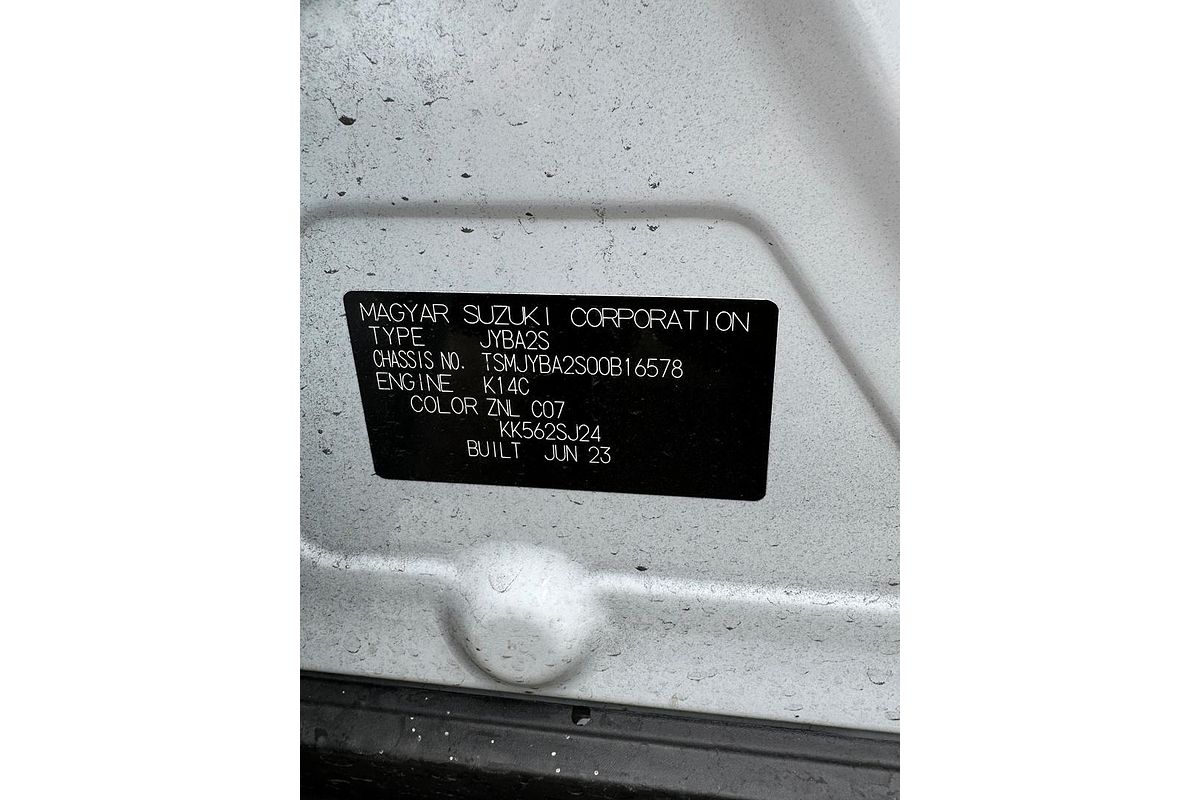 MAGYAR SUZUKI CORPORATION
TYPE JYBA2S
CHASSIS NO. TSMJYBA2S00B16578
ENGINE K14C
COLOR ZNL C07
KK562SJ24
BUILT JUN 23